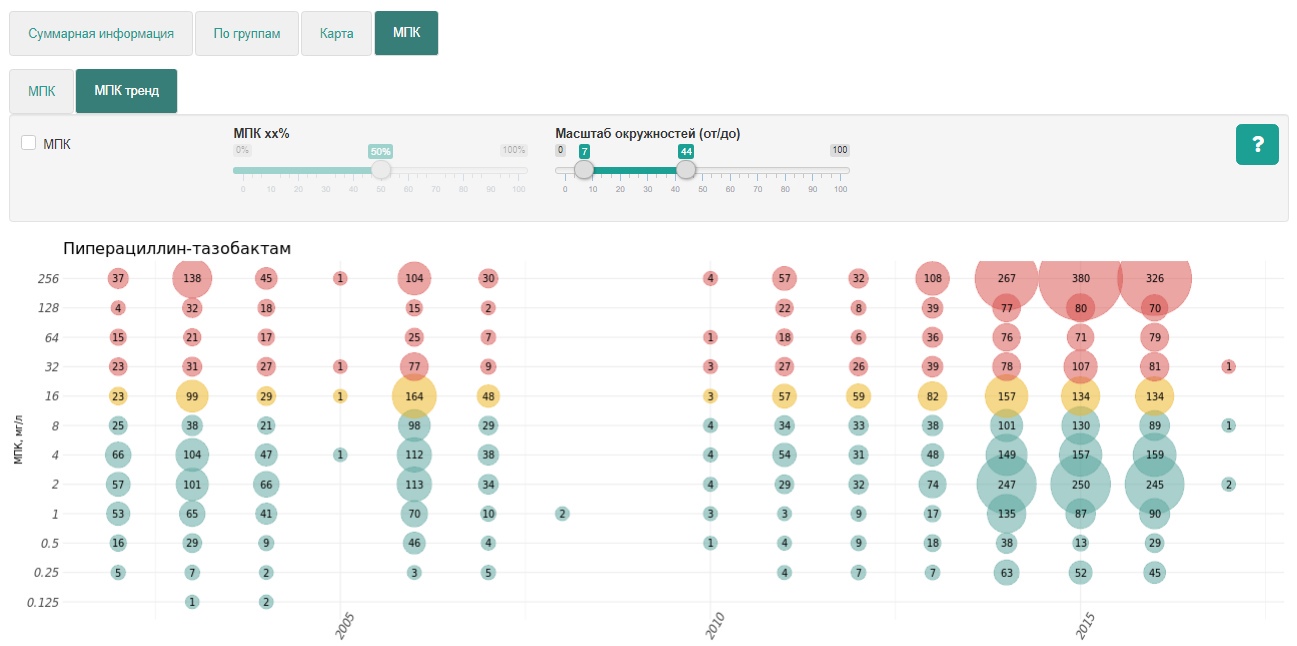 Суммарная информация По группам Карта МПК
МПК МПК тренд
МПК xx% Масштаб окружностей (от/до)
МПК
0% 50% 100% 0 7 44 100 ?
0 10 20 30 40 50 60 70 80 90 100 0 10 20 30 40 50 60 70 80 90 100
Пиперациллин-тазобактам
256 37 138 45 1 104 30 4 57 32 108 267 380 326
128 4 32 18 15 2 22 8 39 77 80 70
64 15 21 17 25 7 1 18 6 36 76 71 79
32 23 31 27 1 77 9 3 27 26 39 78 107 81 1
16 23 99 29 1 164 48 3 57 59 82 157 134 134
8 25 38 21 98 29 4 34 33 38 101 130 89 1
МПК, мг/л
4 66 104 47 1 112 38 4 54 31 48 149 157 159
2 57 101 66 113 34 4 29 32 74 247 250 245 2
1 53 65 41 70 10 2 3 3 9 17 135 87 90
0.5 16 29 9 46 4 1 4 9 18 38 13 29
0.25 5 7 2 3 5 4 7 7 63 52 45
0.125 1 2
2005 2010 2015